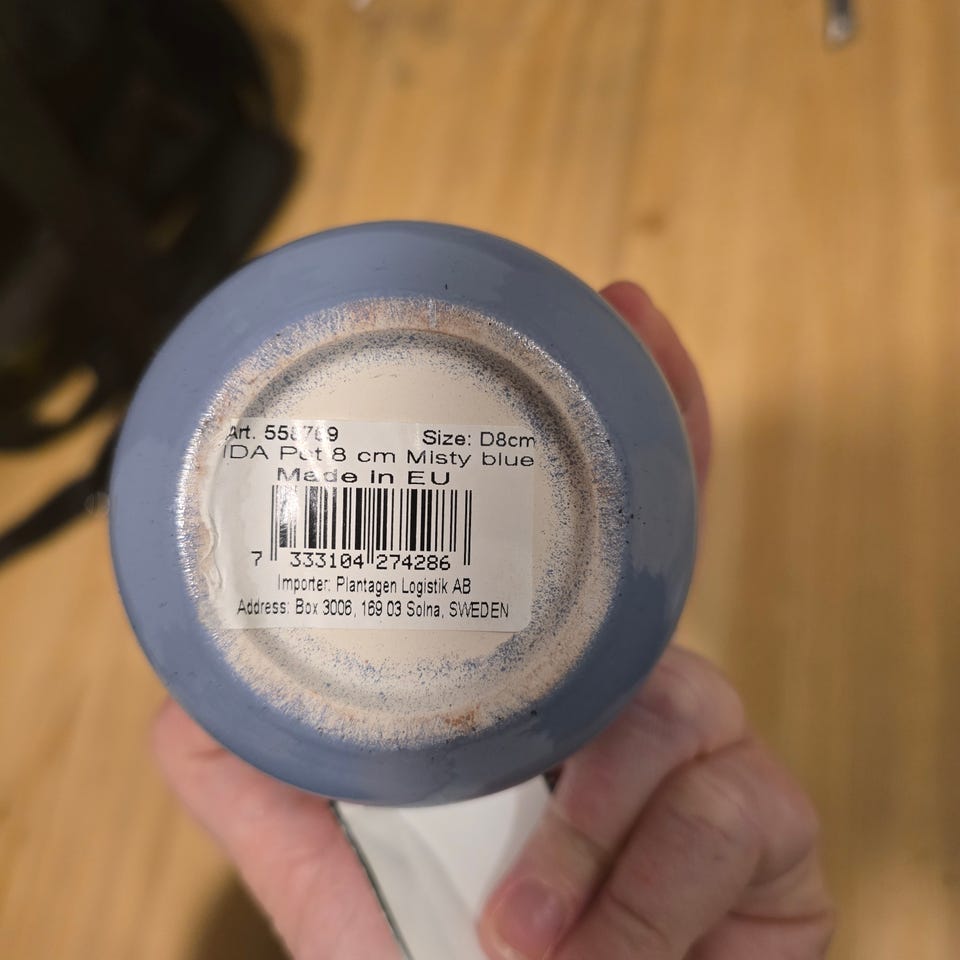 Art. 558769 Size: D8cm
IDA Pot 8 cm Misty blue
Made in EU
7 333104 274286
Importer: Plantagen Logistik AB
Address: Box 3006, 169 03 Solna, SWEDEN